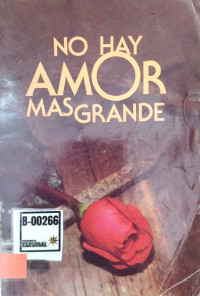 NO HAY
AMOR
MAS GRANDE
B-00266